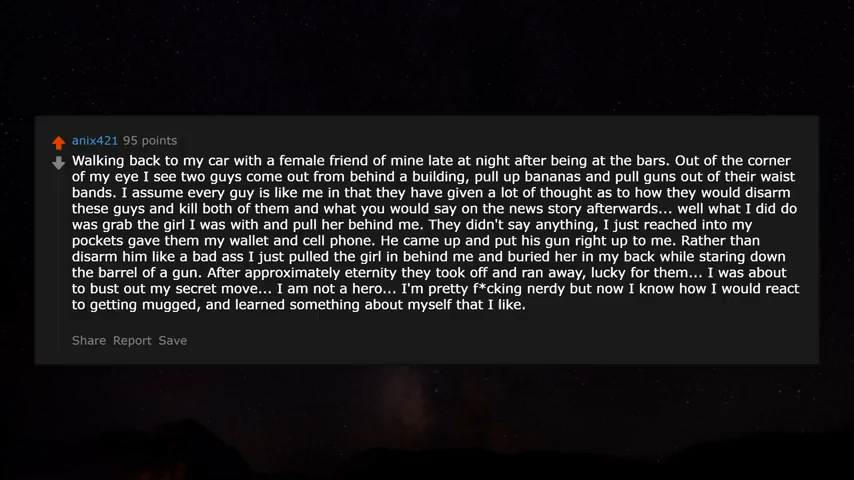 anix421 95 points
Walking back to my car with a female friend of mine late at night after being at the bars. Out of the corner
of my eye I see two guys come out from behind a building, pull up bananas and pull guns out of their waist
bands. I assume every guy is like me in that they have given a lot of thought as to how they would disarm
these guys and kill both of them and what you would say on the news story afterwards... well what I did do
was grab the girl I was with and pull her behind me. They didn't say anything, I just reached into my
pockets gave them my wallet and cell phone. He came up and put his gun right up to me. Rather than
disarm him like a bad ass I just pulled the girl in behind me and buried her in my back while staring down
the barrel of a gun. After approximately eternity they took off and ran away, lucky for them... I was about
to bust out my secret move... I am not a hero... I'm pretty f*cking nerdy but now I know how I would react
to getting mugged, and learned something about myself that I like.
Share Report Save